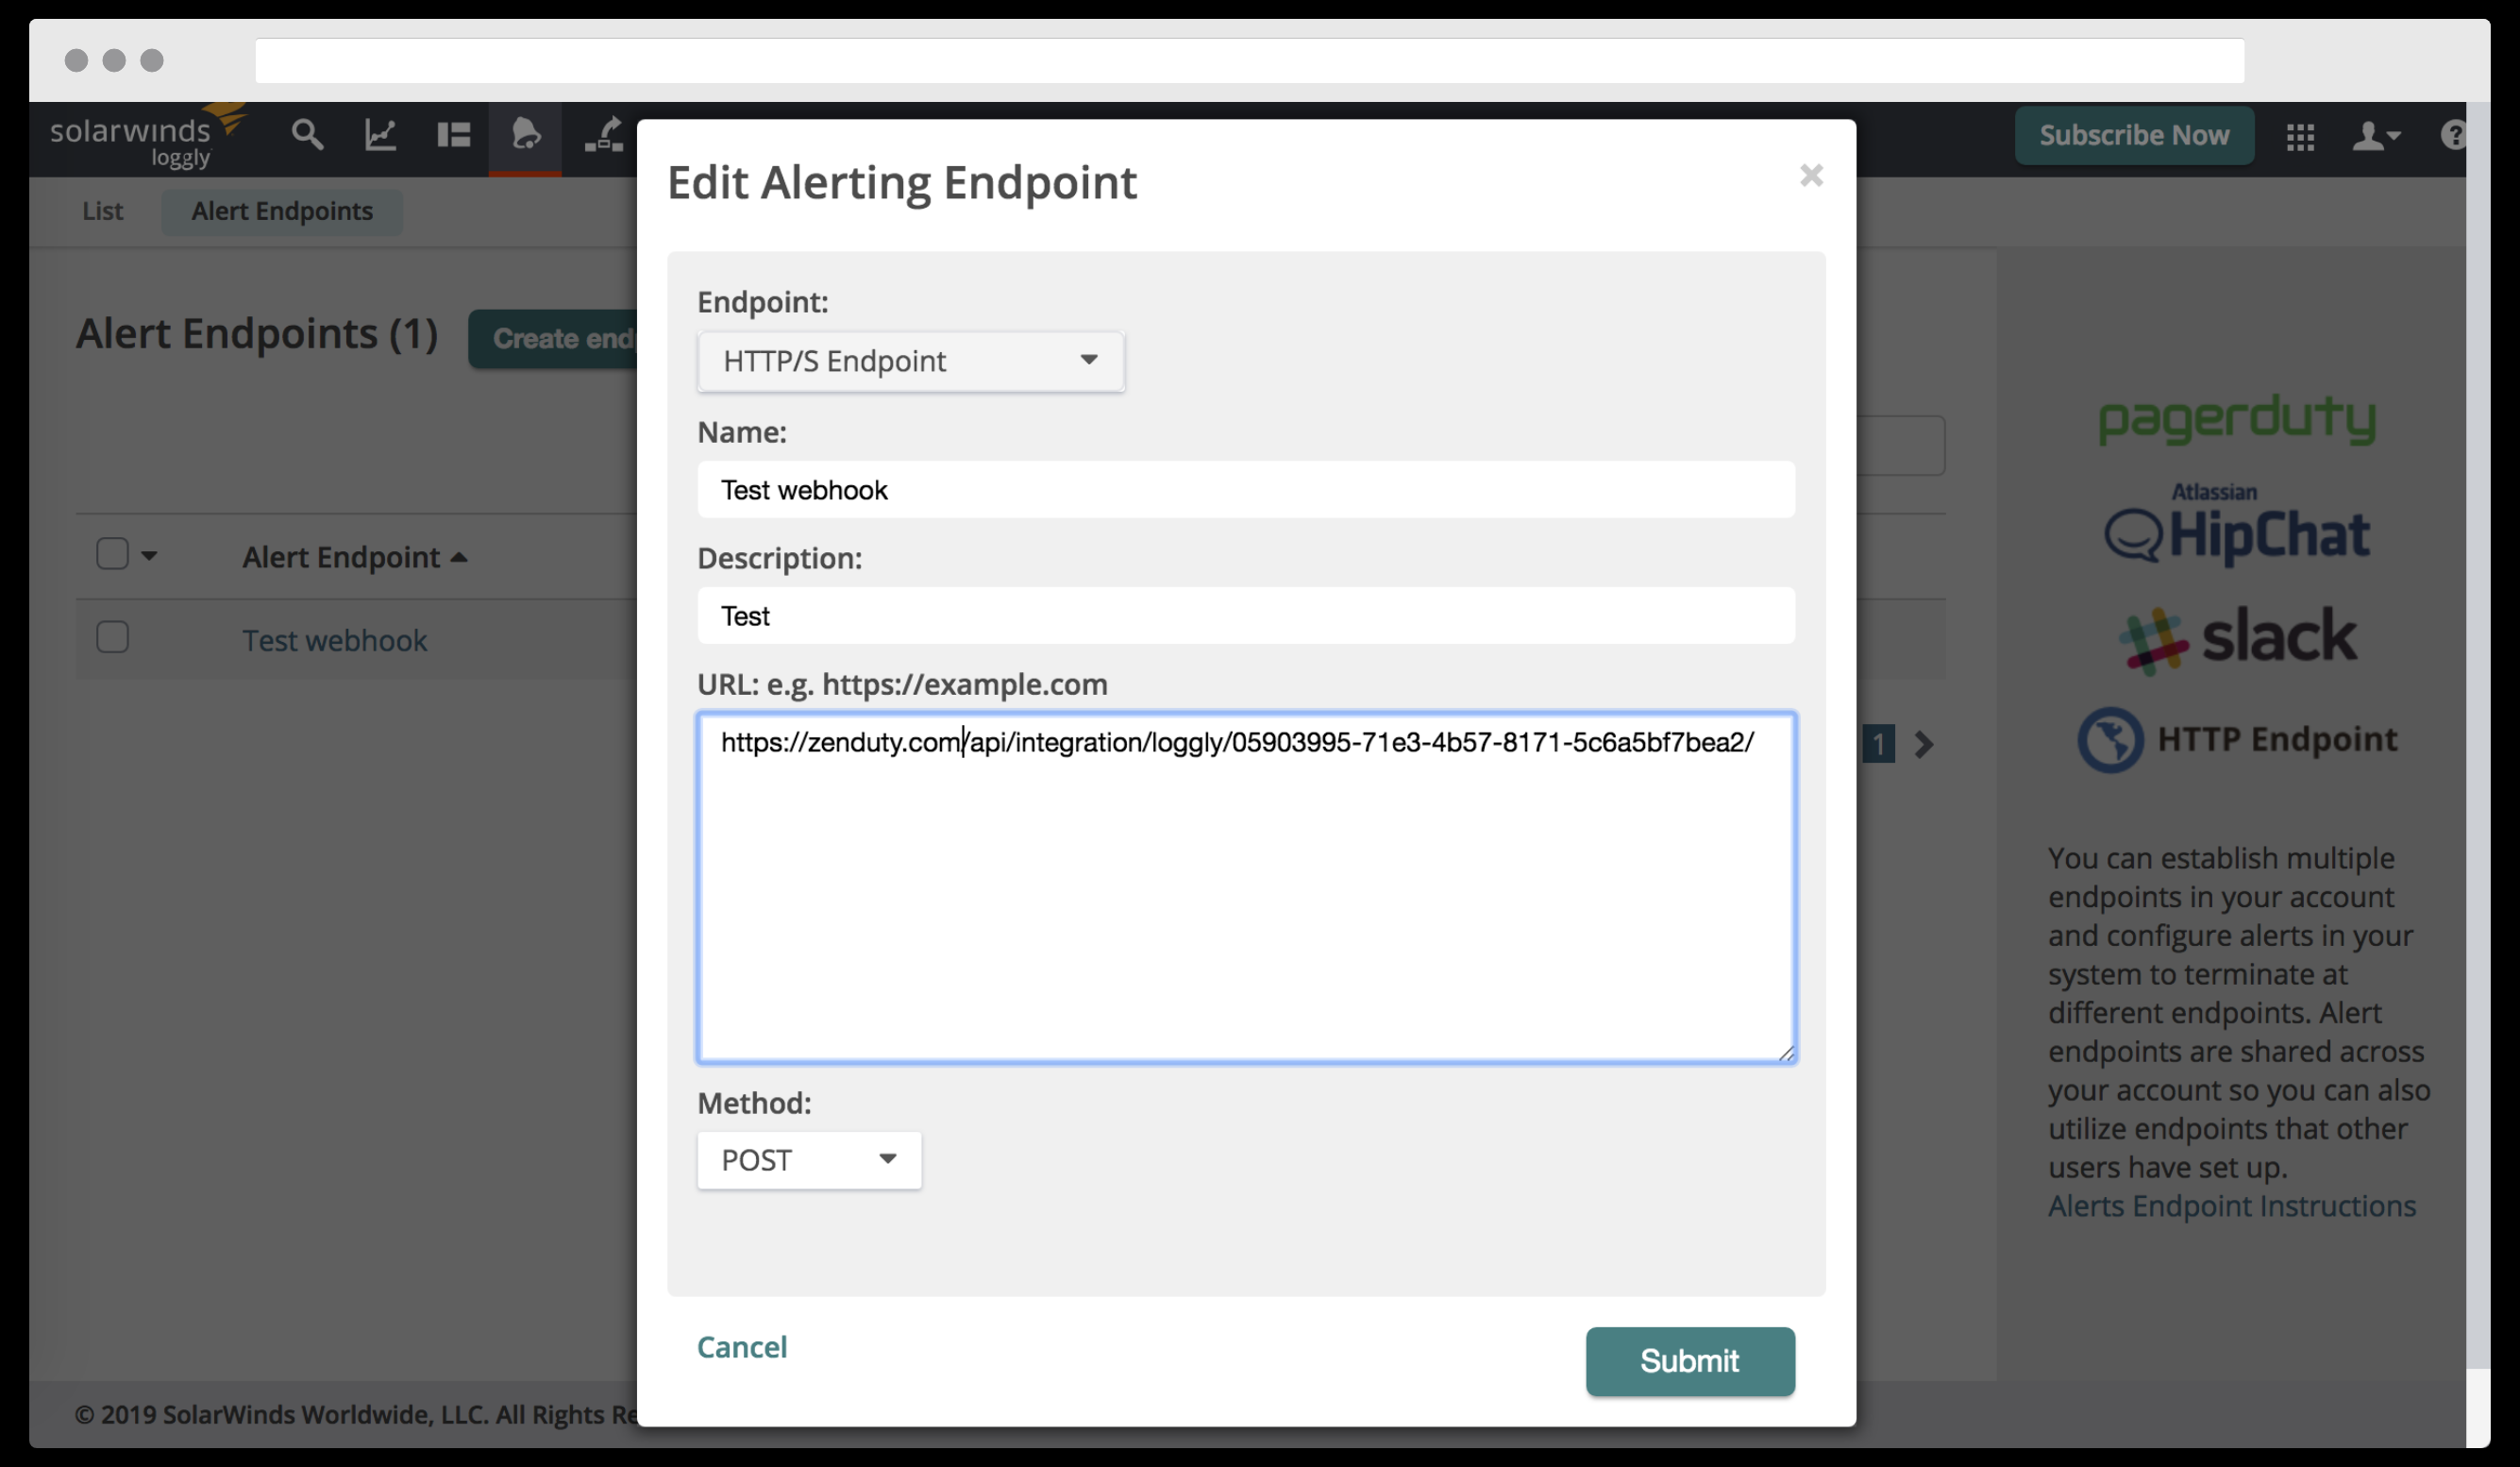 solarwinds
loggly
Subscribe Now
List
Alert Endpoints
Alert Endpoints (1)
Create end
Alert Endpoint
Test webhook
Edit Alerting Endpoint
Endpoint:
HTTP/S Endpoint
Name:
Test webhook
Description:
Test
URL: e.g. https://example.com
https://zenduty.com/api/integration/loggly/05903995-71e3-4b57-8171-5c6a5bf7bea2/
Method:
POST
Cancel
Submit
1
pagerduty
Atlassian
HipChat
slack
HTTP Endpoint
You can establish multiple
endpoints in your account
and configure alerts in your
system to terminate at
different endpoints. Alert
endpoints are shared across
your account so you can also
utilize endpoints that other
users have set up.
Alerts Endpoint Instructions
© 2019 SolarWinds Worldwide, LLC. All Rights Re